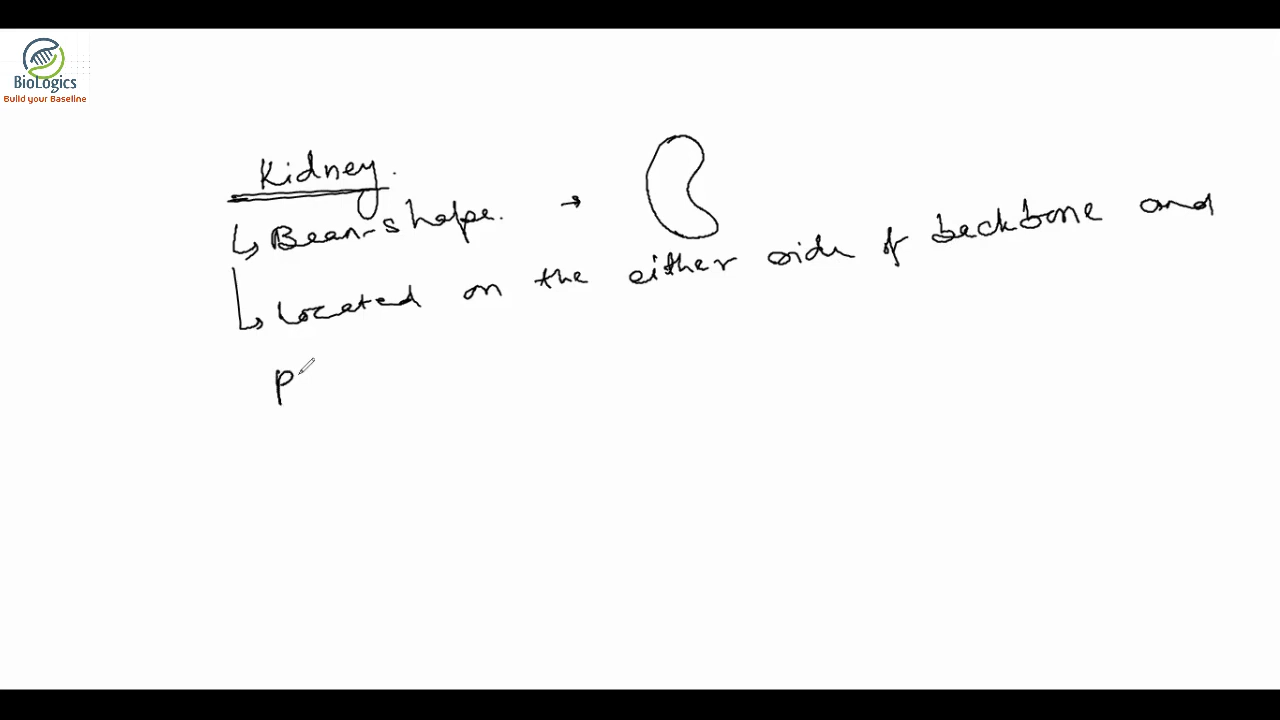 BioLogics
Build your Baseline
Kidney.
↳ Bean-shape. →
↳ Located on the either side of backbone and
P